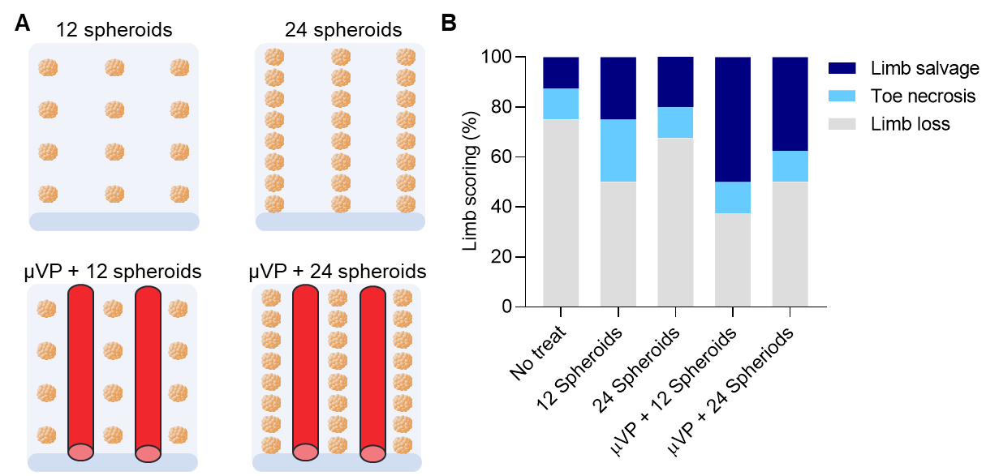 A
12 spheroids
24 spheroids
µVP + 12 spheroids
µVP + 24 spheroids
B
Limb scoring (%)
100
80
60
40
20
0
No treat
12 Spheroids
24 Spheroids
µVP + 12 Spheroids
µVP + 24 Spheriods
Limb salvage
Toe necrosis
Limb loss